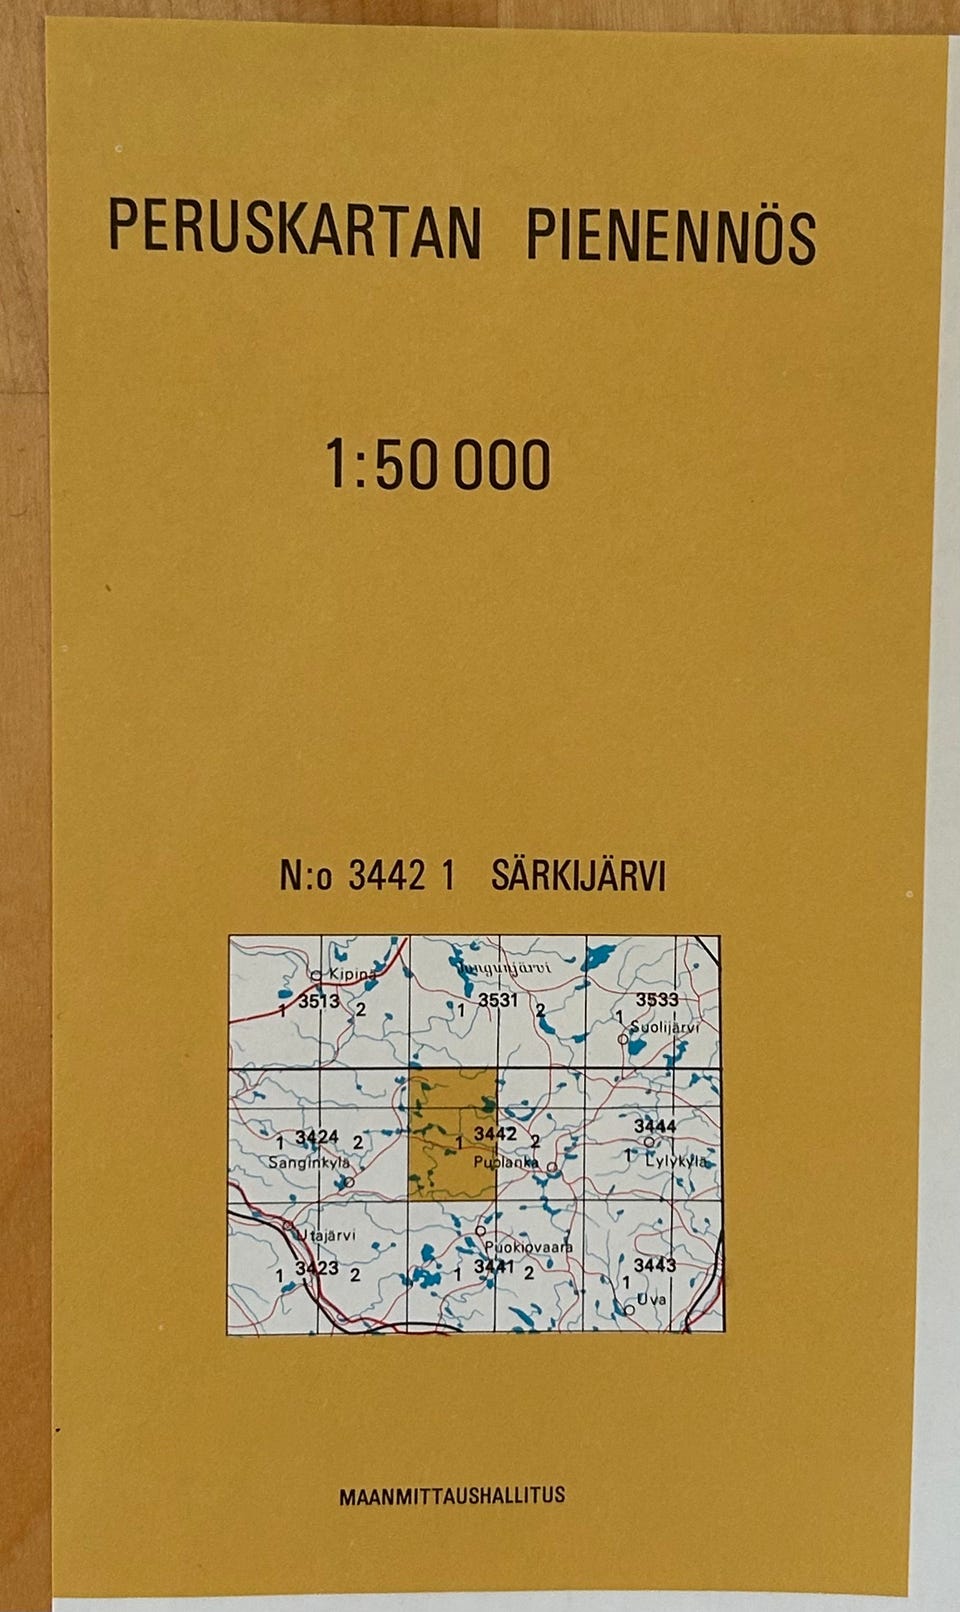 PERUSKARTAN PIENENNÖS
1:50 000
N:o 3442 1 SÄRKIJÄRVI
Kipinä
1 3513 2
1 3531 2
3533
1
Suolijärvi
1 3424 2
Sanginkylä
1 3442 2
Puolanka
3444
1
Lylykylä
Utajärvi
1 3423 2
Puokiovaara
1 3441 2
3443
1
Uva
MAANMITTAUSHALLITUS